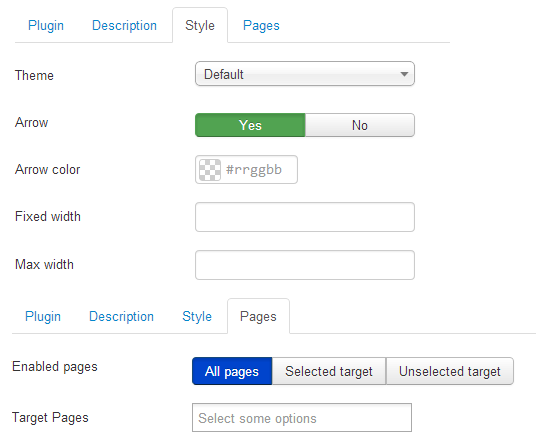 Plugin Description Style Pages
Theme Default
Arrow Yes No
Arrow color #rrggbb
Fixed width
Max width
Plugin Description Style Pages
Enabled pages All pages Selected target Unselected target
Target Pages Select some options